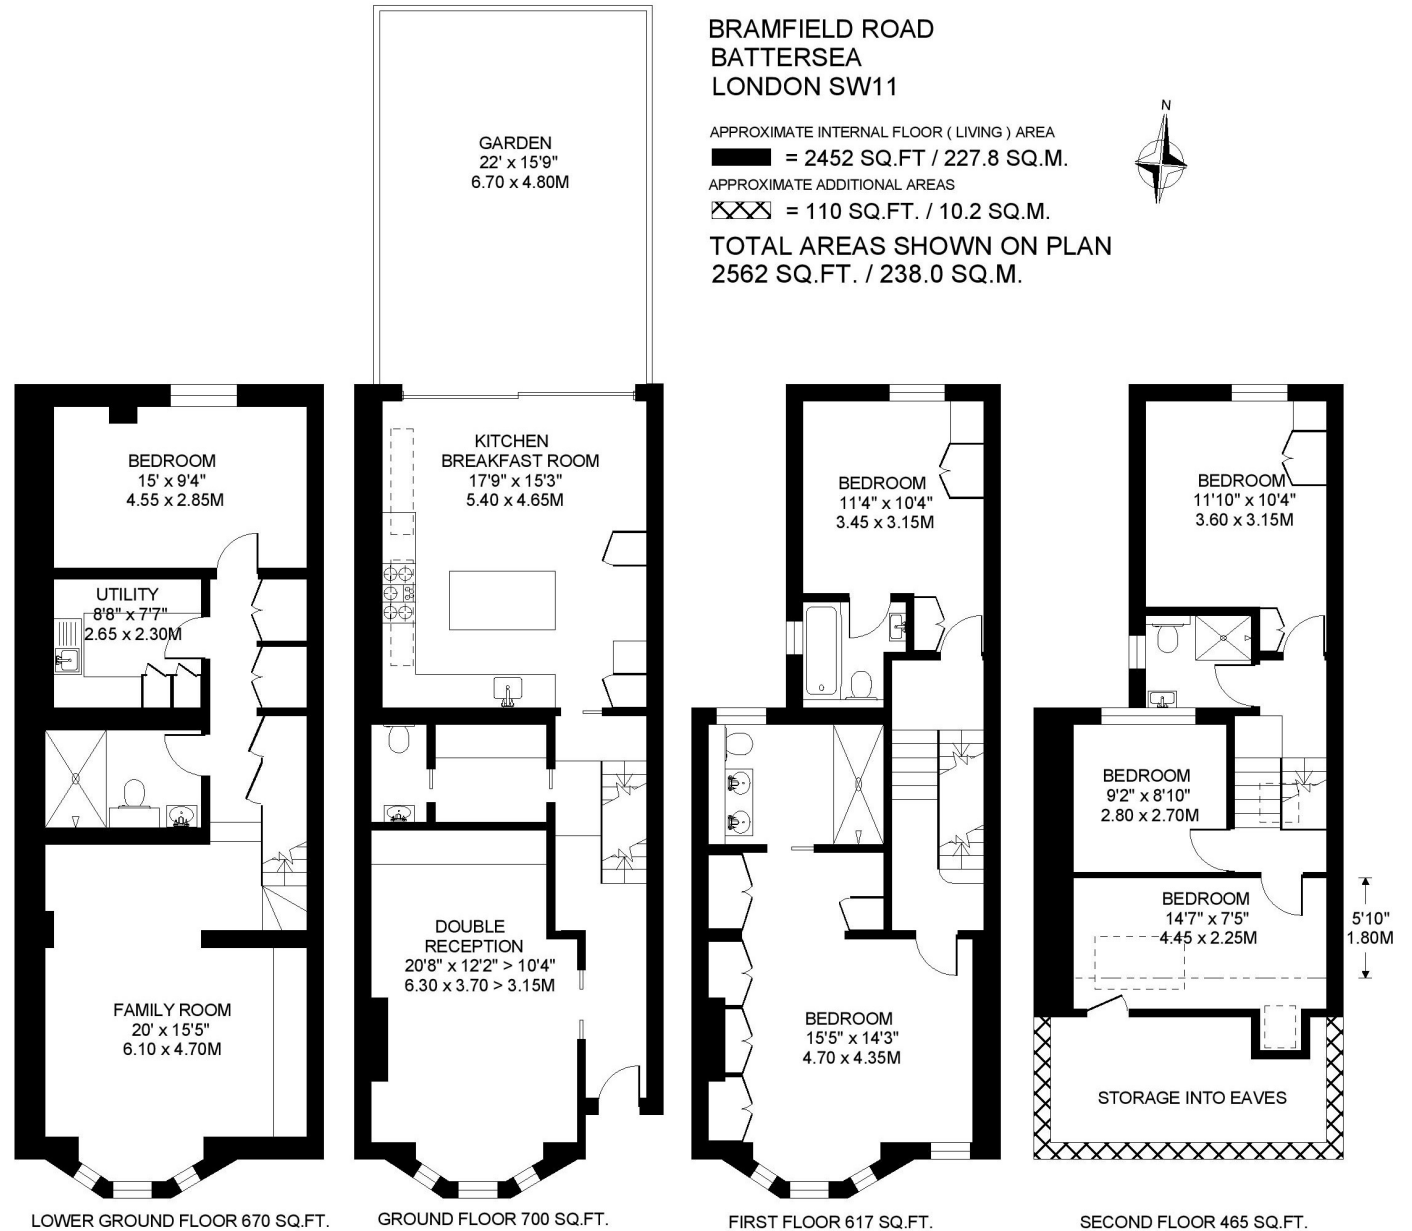 BRAMFIELD ROAD
BATTERSEA
LONDON SW11
APPROXIMATE INTERNAL FLOOR ( LIVING ) AREA
= 2452 SQ.FT / 227.8 SQ.M.
APPROXIMATE ADDITIONAL AREAS
= 110 SQ.FT. / 10.2 SQ.M.
TOTAL AREAS SHOWN ON PLAN
2562 SQ.FT. / 238.0 SQ.M.
N
GARDEN
22' x 15'9"
6.70 x 4.80M
BEDROOM
15' x 9'4"
4.55 x 2.85M
UTILITY
8'8" x 7'7"
2.65 x 2.30M
FAMILY ROOM
20' x 15'5"
6.10 x 4.70M
LOWER GROUND FLOOR 670 SQ.FT.
KITCHEN
BREAKFAST ROOM
17'9" x 15'3"
5.40 x 4.65M
DOUBLE
RECEPTION
20'8" x 12'2" > 10'4"
6.30 x 3.70 > 3.15M
GROUND FLOOR 700 SQ.FT.
BEDROOM
11'4" x 10'4"
3.45 x 3.15M
BEDROOM
15'5" x 14'3"
4.70 x 4.35M
FIRST FLOOR 617 SQ.FT.
BEDROOM
11'10" x 10'4"
3.60 x 3.15M
BEDROOM
9'2" x 8'10"
2.80 x 2.70M
BEDROOM
14'7" x 7'5"
4.45 x 2.25M
5'10"
1.80M
STORAGE INTO EAVES
SECOND FLOOR 465 SQ.FT.